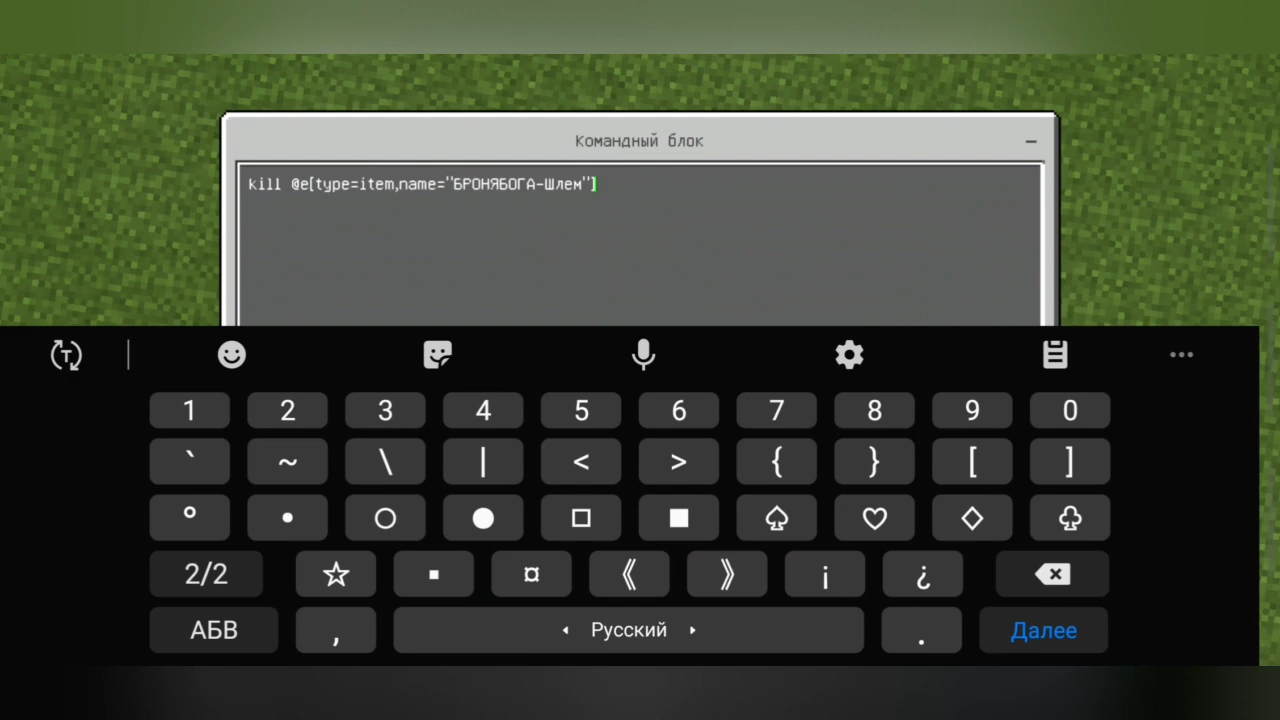 Командный блок
kill @e[type=item,name="БРОНЯБОГА-Шлем"]
1 2 3 4 5 6 7 8 9 0
` ~ \ | < > { } [ ]
° • ○ ● □ ■ ♤ ♡ ◇ ♧
2/2 ☆ ▪ ¤ 《 》 ¡ ¿
АБВ , Русский . Далее